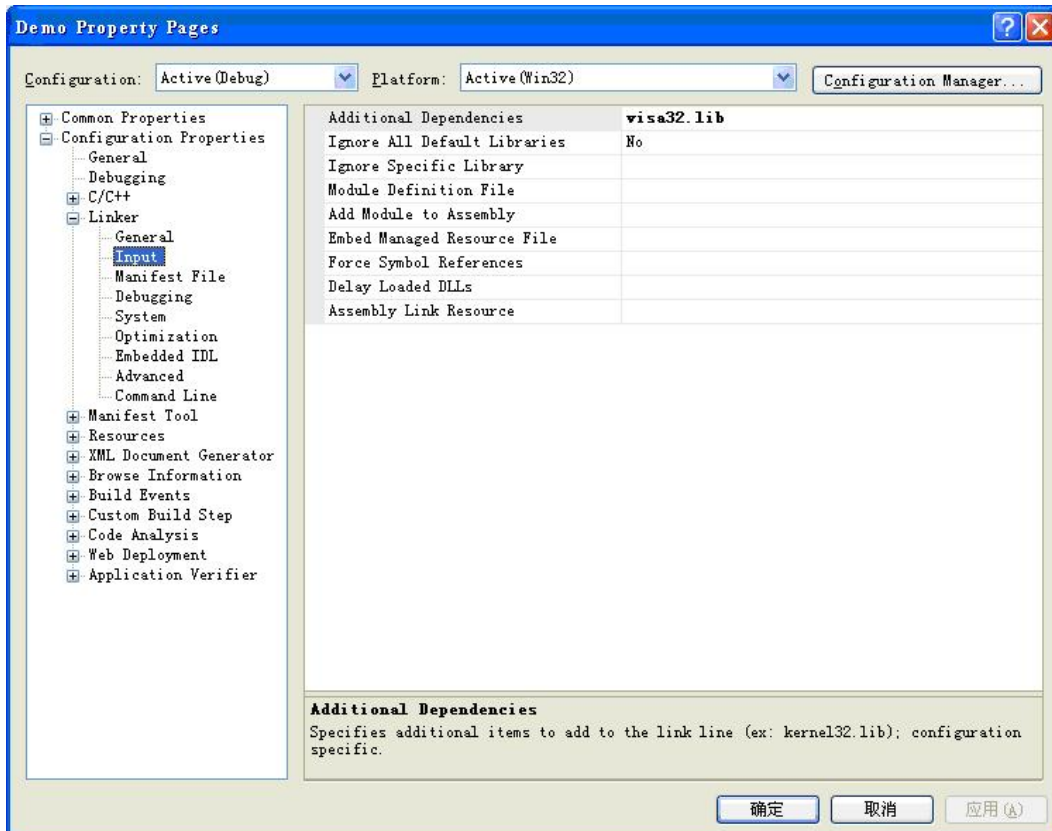 Demo Property Pages
Configuration: Active(Debug) Platform: Active(Win32) Configuration Manager...
Common Properties
Configuration Properties
General
Debugging
C/C++
Linker
General
Input
Manifest File
Debugging
System
Optimization
Embedded IDL
Advanced
Command Line
Manifest Tool
Resources
XML Document Generator
Browse Information
Build Events
Custom Build Step
Code Analysis
Web Deployment
Application Verifier
Additional Dependencies visa32.lib
Ignore All Default Libraries No
Ignore Specific Library
Module Definition File
Add Module to Assembly
Embed Managed Resource File
Force Symbol References
Delay Loaded DLLs
Assembly Link Resource
Additional Dependencies
Specifies additional items to add to the link line (ex: kernel32.lib); configuration
specific.
确定 取消 应用(A)